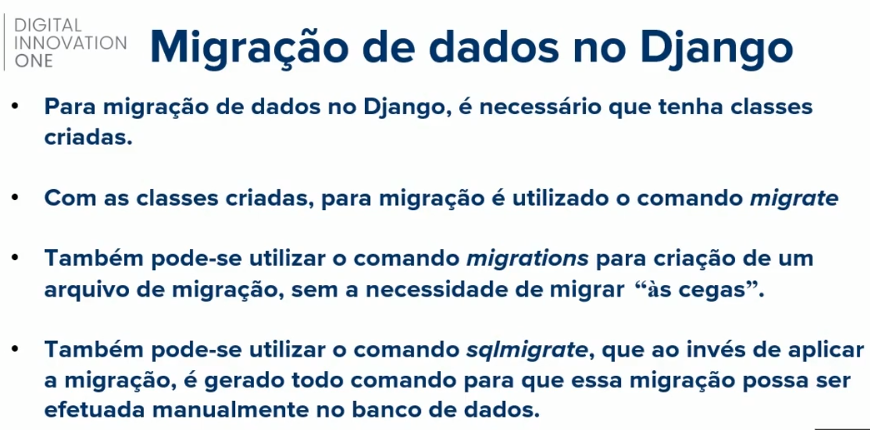 DIGITAL
INNOVATION
ONE
Migração de dados no Django
• Para migração de dados no Django, é necessário que tenha classes
criadas.
• Com as classes criadas, para migração é utilizado o comando migrate
• Também pode-se utilizar o comando migrations para criação de um
arquivo de migração, sem a necessidade de migrar “às cegas”.
• Também pode-se utilizar o comando sqlmigrate, que ao invés de aplicar
a migração, é gerado todo comando para que essa migração possa ser
efetuada manualmente no banco de dados.